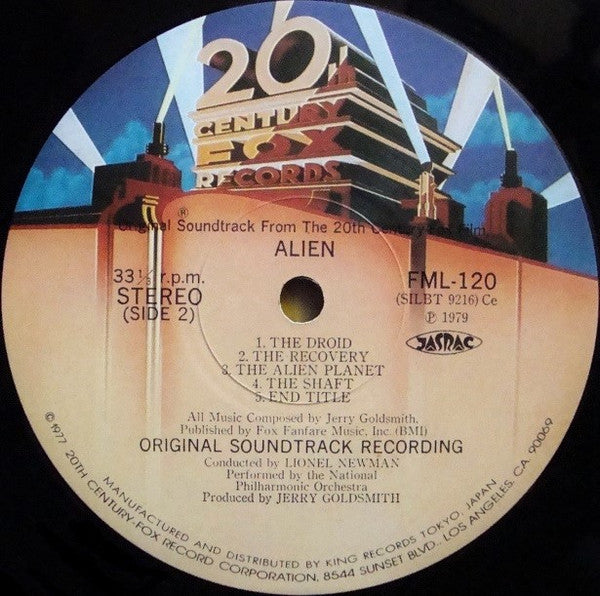 20th
CENTURY
FOX
RECORDS
®
Original Soundtrack From The 20th Century-Fox Film
ALIEN
33 1/3 r.p.m.
STEREO
(SIDE 2)
FML-120
(SILBT 9216) Ce
Ⓟ 1979
JASRAC
1. THE DROID
2. THE RECOVERY
3. THE ALIEN PLANET
4. THE SHAFT
5. END TITLE
All Music Composed by Jerry Goldsmith.
Published by Fox Fanfare Music, Inc. (BMI)
ORIGINAL SOUNDTRACK RECORDING
Conducted by LIONEL NEWMAN
Performed by the National
Philharmonic Orchestra
Produced by JERRY GOLDSMITH
MANUFACTURED AND DISTRIBUTED BY KING RECORDS TOKYO, JAPAN
©1977 20TH CENTURY-FOX RECORD CORPORATION, 8544 SUNSET BLVD., LOS ANGELES, CA. 90069